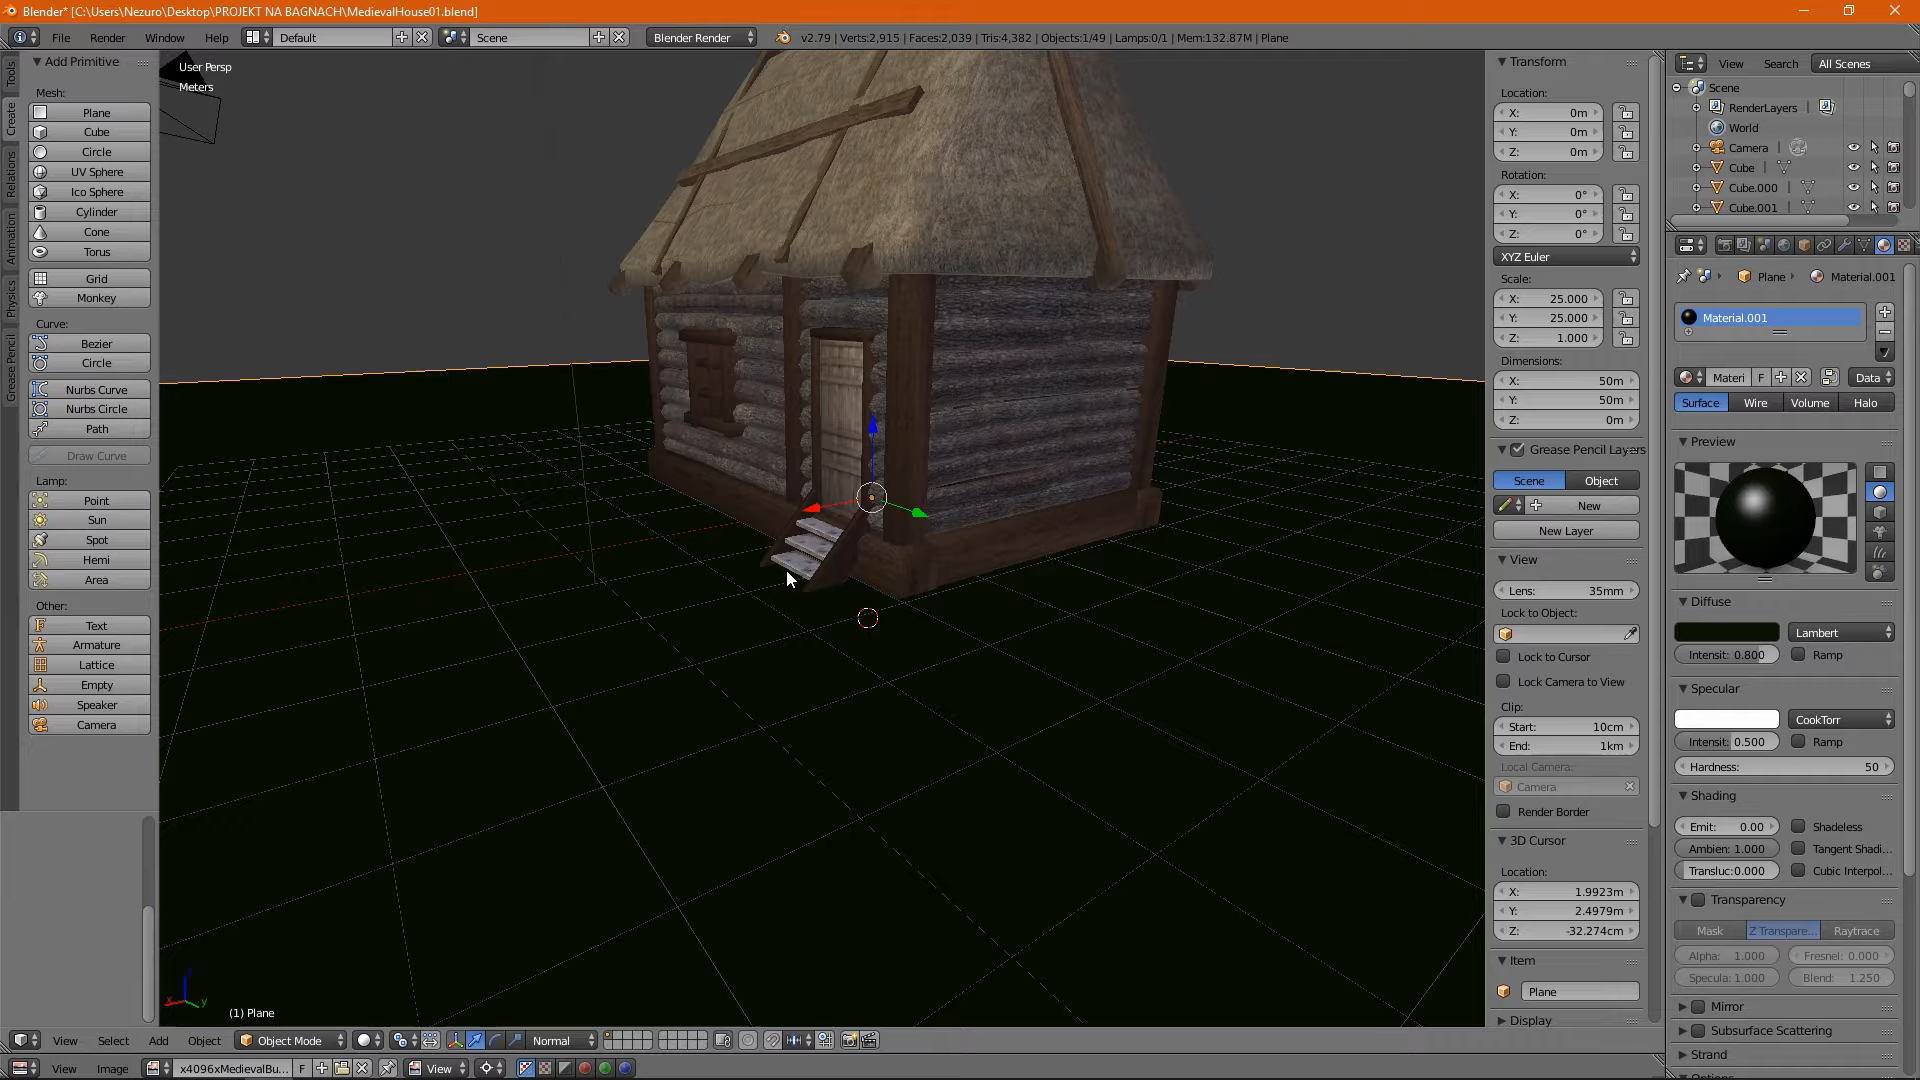 Blender* [C:\Users\Nezuro\Desktop\PROJEKT NA BAGNACH\MedievalHouse01.blend]
File Render Window Help Default Scene Blender Render v2.79 | Verts:2,915 | Faces:2,039 | Tris:4,382 | Objects:1/49 | Lamps:0/1 | Mem:132.87M | Plane
Tools
Create
Relations
Animation
Physics
Grease Pencil
Add Primitive
Mesh:
Plane
Cube
Circle
UV Sphere
Ico Sphere
Cylinder
Cone
Torus
Grid
Monkey
Curve:
Bezier
Circle
Nurbs Curve
Nurbs Circle
Path
Draw Curve
Lamp:
Point
Sun
Spot
Hemi
Area
Other:
Text
Armature
Lattice
Empty
Speaker
Camera
User Persp
Meters
(1) Plane
Transform
Location:
X: 0m
Y: 0m
Z: 0m
Rotation:
X: 0°
Y: 0°
Z: 0°
XYZ Euler
Scale:
X: 25.000
Y: 25.000
Z: 1.000
Dimensions:
X: 50m
Y: 50m
Z: 0m
Grease Pencil Layers
Scene Object
New
New Layer
View
Lens: 35mm
Lock to Object:
Lock to Cursor
Lock Camera to View
Clip:
Start: 10cm
End: 1km
Local Camera:
Camera
Render Border
3D Cursor
Location:
X: 1.9923m
Y: 2.4979m
Z: -32.274cm
Item
Plane
Display
View Search All Scenes
Scene
RenderLayers
World
Camera
Cube
Cube.000
Cube.001
Plane Material.001
Material.001
Materi F Data
Surface Wire Volume Halo
Preview
Diffuse
Lambert
Intensit: 0.800 Ramp
Specular
CookTorr
Intensit: 0.500 Ramp
Hardness: 50
Shading
Emit: 0.00 Shadeless
Ambien: 1.000 Tangent Shadi...
Transluc:0.000 Cubic Interpol...
Transparency
Mask Z Transpare... Raytrace
Alpha: 1.000 Fresnel: 0.000
Specula: 1.000 Blend: 1.250
Mirror
Subsurface Scattering
Strand
View Select Add Object Object Mode Normal
View Image x4096xMedievalBu... F View